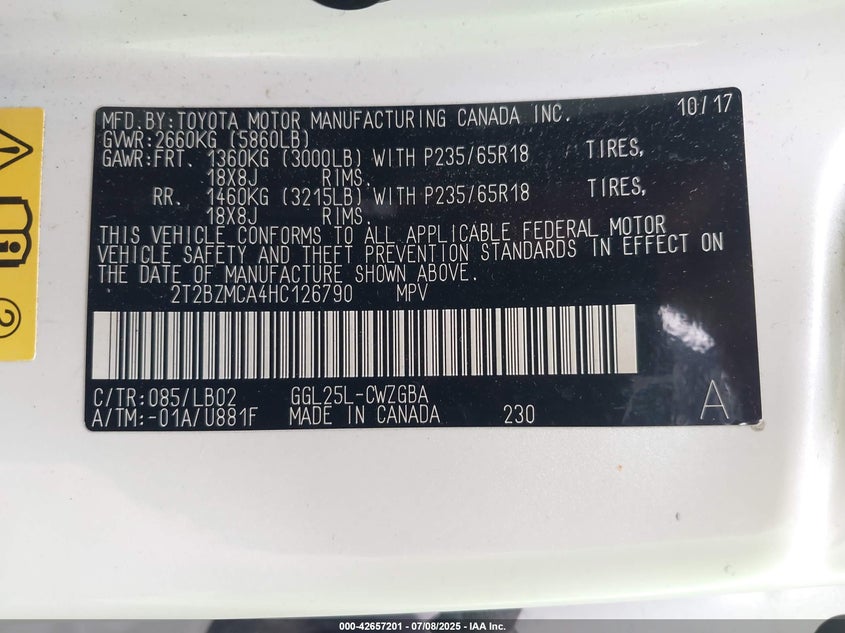 MFD.BY:TOYOTA MOTOR MANUFACTURING CANADA INC. 10/17
GVWR:2660KG (5860LB)
GAWR:FRT. 1360KG (3000LB) WITH P235/65R18 TIRES,
18X8J RIMS,
RR. 1460KG (3215LB) WITH P235/65R18 TIRES,
18X8J RIMS.
THIS VEHICLE CONFORMS TO ALL APPLICABLE FEDERAL MOTOR
VEHICLE SAFETY AND THEFT PREVENTION STANDARDS IN EFFECT ON
THE DATE OF MANUFACTURE SHOWN ABOVE.
2T2BZMCA4HC126790 MPV
C/TR:085/LB02 GGL25L-CWZGBA
A/TM:-01A/U881F MADE IN CANADA 230 A
2
000-42657201 - 07/08/2025 - IAA Inc.